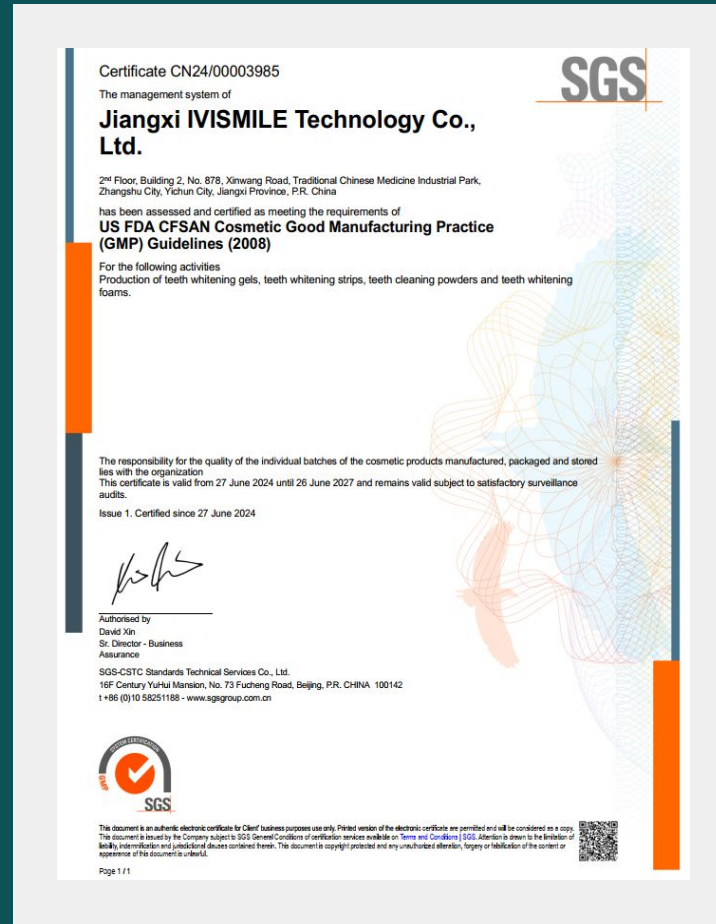 SGS
Certificate CN24/00003985
The management system of
Jiangxi IVISMILE Technology Co.,
Ltd.
2nd Floor, Building 2, No. 878, Xinwang Road, Traditional Chinese Medicine Industrial Park,
Zhangshu City, Yichun City, Jiangxi Province, P.R. China
has been assessed and certified as meeting the requirements of
US FDA CFSAN Cosmetic Good Manufacturing Practice
(GMP) Guidelines (2008)
For the following activities
Production of teeth whitening gels, teeth whitening strips, teeth cleaning powders and teeth whitening
foams.
The responsibility for the quality of the individual batches of the cosmetic products manufactured, packaged and stored
lies with the organization
This certificate is valid from 27 June 2024 until 26 June 2027 and remains valid subject to satisfactory surveillance
audits.
Issue 1. Certified since 27 June 2024
Authorised by
David Xin
Sr. Director - Business
Assurance
SGS-CSTC Standards Technical Services Co., Ltd.
16F Century YuHui Mansion, No. 73 Fucheng Road, Beijing, P.R. CHINA 100142
t +86 (0)10 58251188 - www.sgsgroup.com.cn
SYSTEM CERTIFICATION
GMP
SGS
This document is an authentic electronic certificate for Client' business purposes use only. Printed version of the electronic certificate are permitted and will be considered as a copy.
This document is issued by the Company subject to SGS General Conditions of certification services available on Terms and Conditions | SGS. Attention is drawn to the limitation of
liability, indemnification and jurisdictional clauses contained therein. This document is copyright protected and any unauthorized alteration, forgery or falsification of the content or
appearance of this document is unlawful.
Page 1 / 1